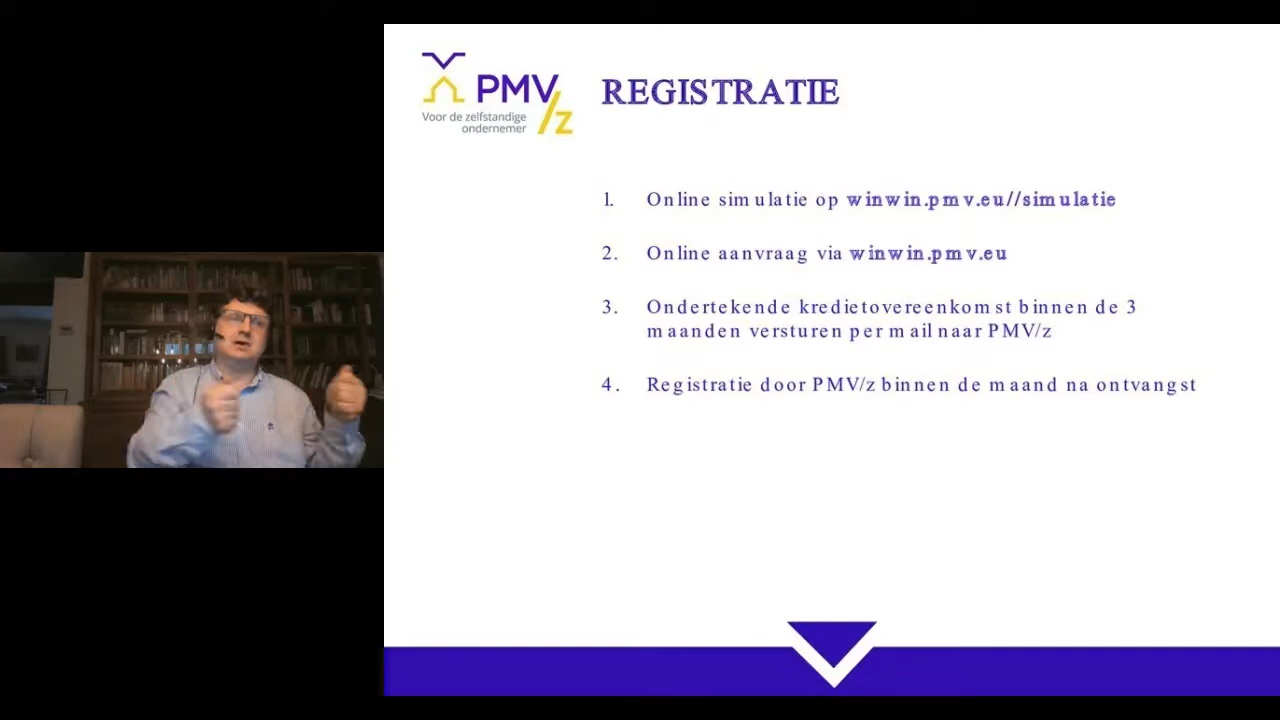 PMV/z
Voor de zelfstandige
ondernemer
REGISTRATIE
1. Online simulatie op winwin.pmv.eu//simulatie
2. Online aanvraag via winwin.pmv.eu
3. Ondertekende kredietovereenkomst binnen de 3
maanden versturen per mail naar PMV/z
4. Registratie door PMV/z binnen de maand na ontvangst